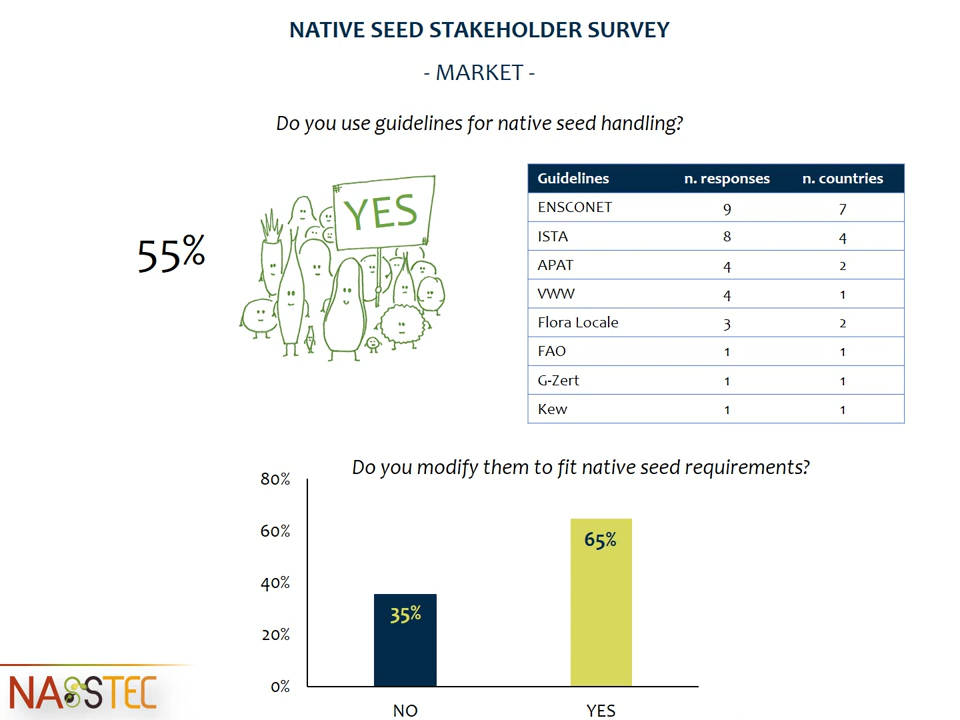 NATIVE SEED STAKEHOLDER SURVEY
- MARKET -
Do you use guidelines for native seed handling?
55%
YES
Guidelines n. responses n. countries
ENSCONET 9 7
ISTA 8 4
APAT 4 2
VWW 4 1
Flora Locale 3 2
FAO 1 1
G-Zert 1 1
Kew 1 1
Do you modify them to fit native seed requirements?
80%
60%
40%
20%
0%
35%
65%
NO YES
NASSTEC